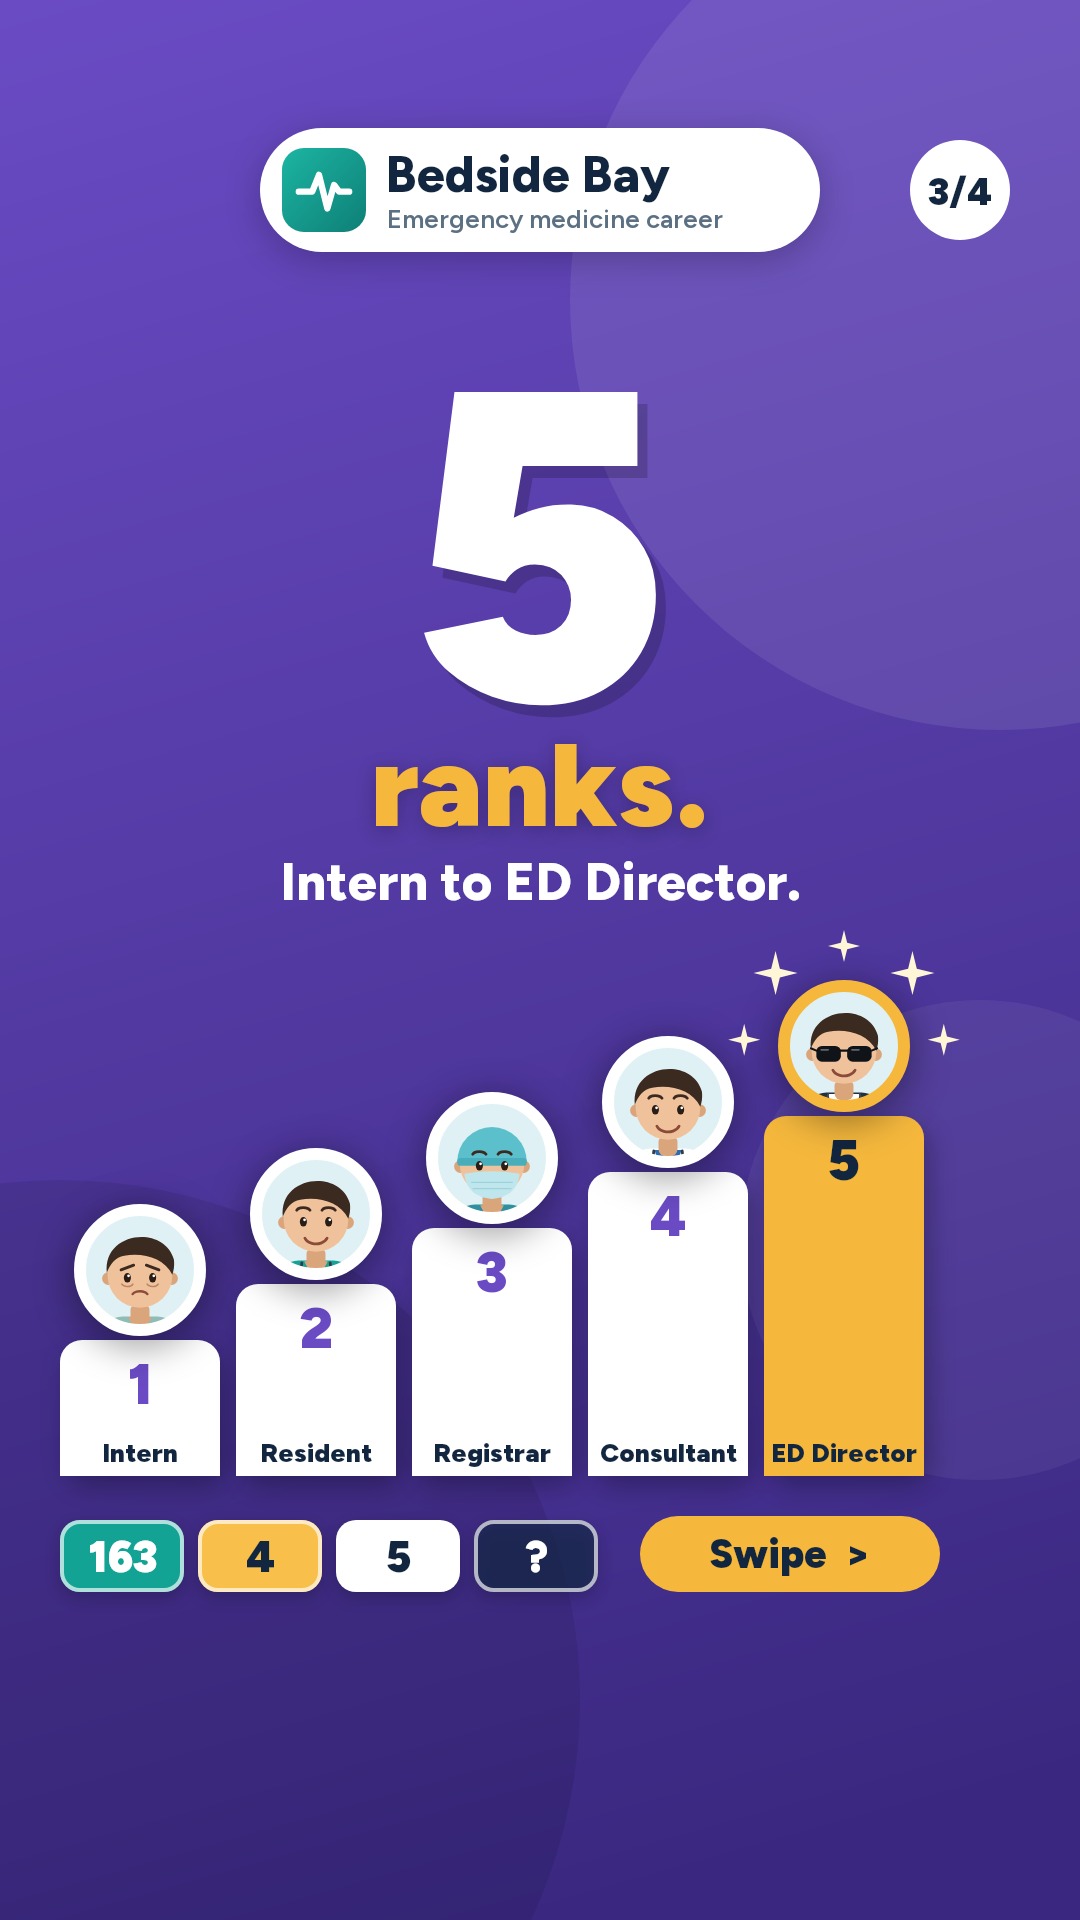 Bedside Bay
Emergency medicine career
3/4
5
ranks.
Intern to ED Director.
1
Intern
2
Resident
3
Registrar
4
Consultant
5
ED Director
163
4
5
?
Swipe >